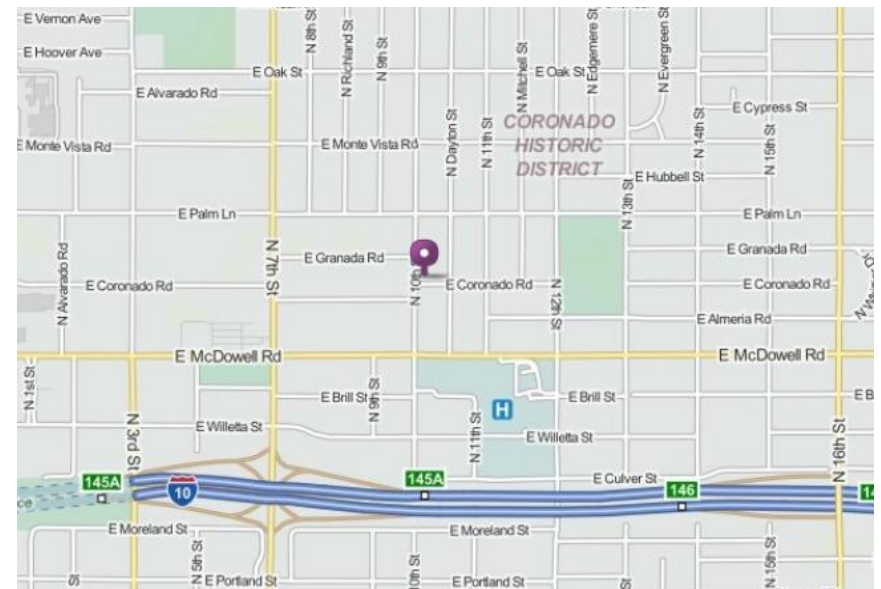 E Vernon Ave
N 8th St
N Richland St
N 9th St
N Mitchell St
N Edgemere St
N Evergreen St
E Hoover Ave
E Oak St
E Oak St
E Alvarado Rd
E Cypress St
N Dayton St
N 11th St
CORONADO
HISTORIC
DISTRICT
N 14th St
N 15th St
E Monte Vista Rd
E Monte Vista Rd
E Hubbell St
N 13th St
E Palm Ln
E Palm Ln
N Alvarado Rd
N 7th St
E Granada Rd
E Granada Rd
E Coronado Rd
N 10th
E Coronado Rd
N 12th St
E Coronado Rd
E Almeria Rd
E McDowell Rd
E McDowell Rd
N 1st St
N 3rd St
E Brill St
N 9th St
H
E Brill St
E B
E Willetta St
N 11th St
E Willetta St
N 16th St
145A
10
145A
E Culver St
146
14
E Moreland St
N 5th St
E Moreland St
N 15th St
St
E Portland St
10th St
E Portland St
St